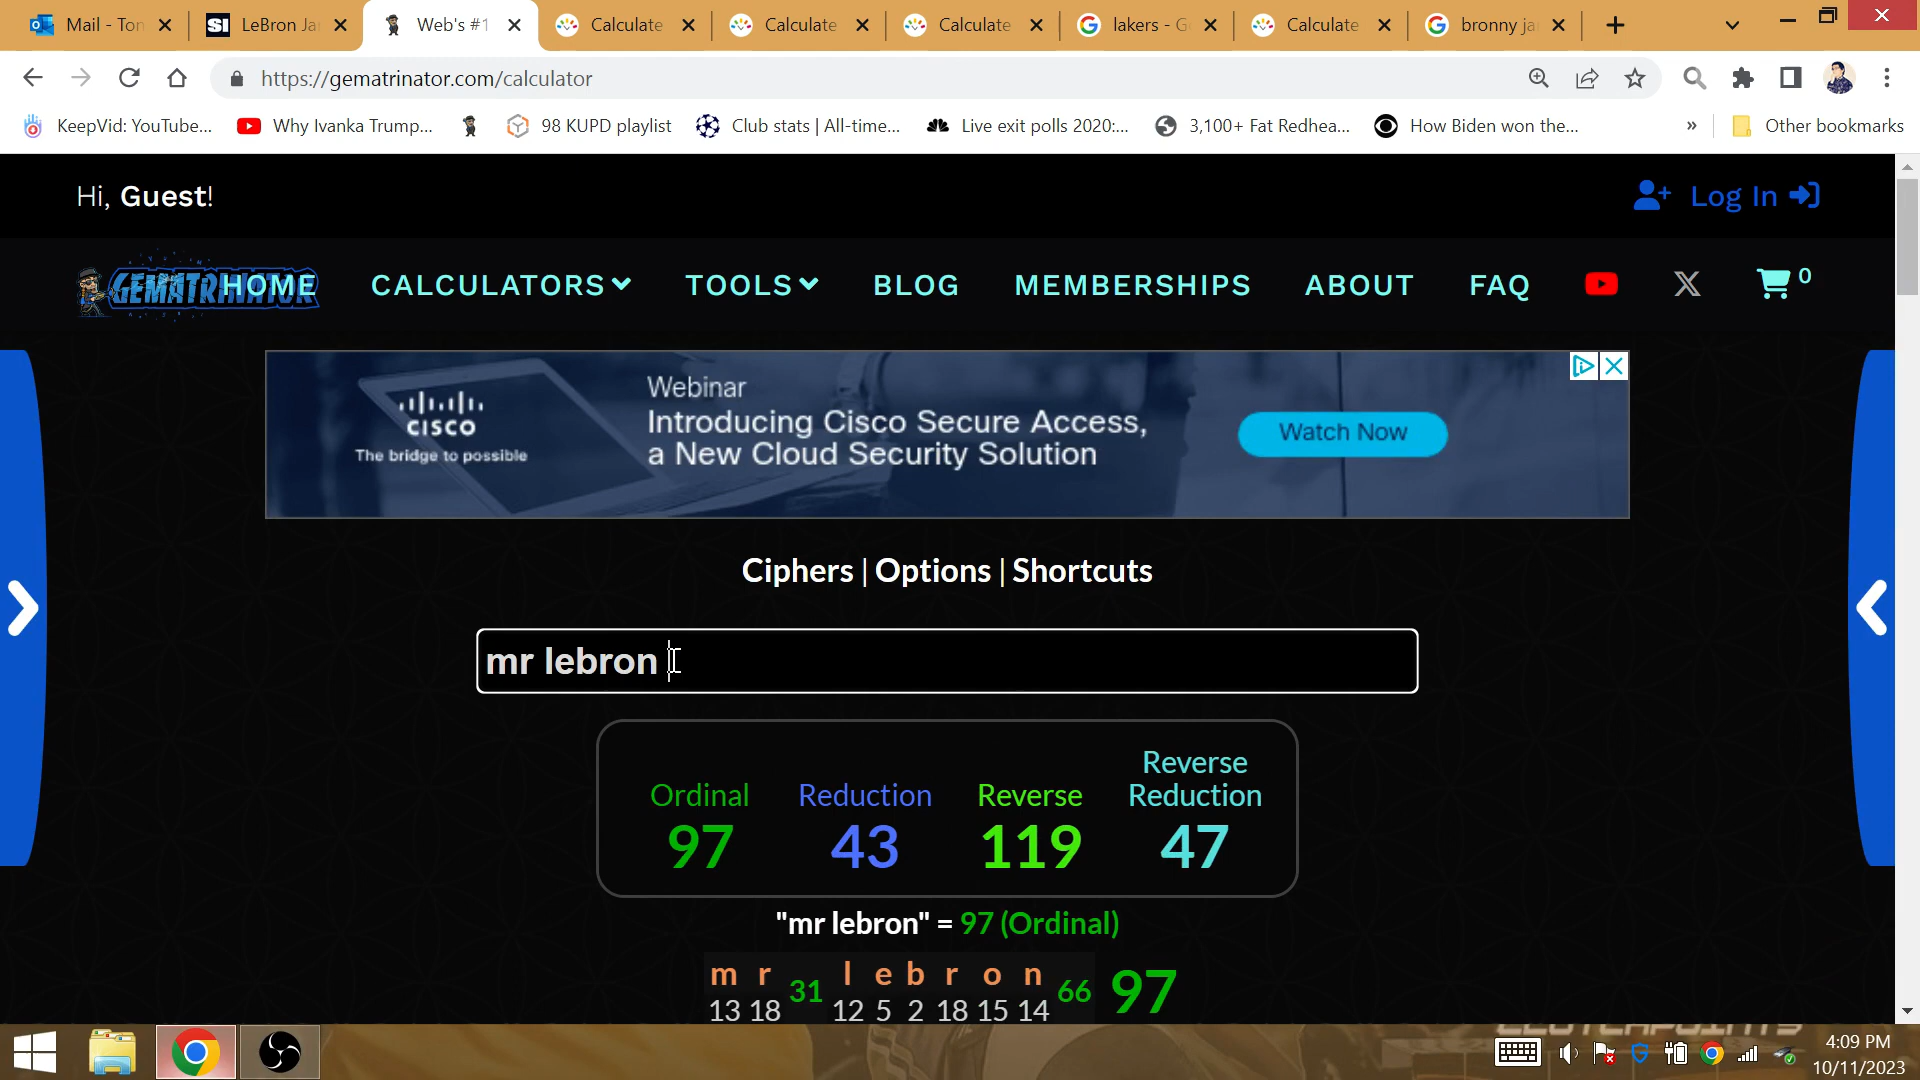 Mail - Ton
LeBron Jar
Web's #1
Calculate
Calculate
Calculate
lakers - G
Calculate
bronny ja
https://gematrinator.com/calculator
KeepVid: YouTube...
Why Ivanka Trump...
98 KUPD playlist
Club stats | All-time...
Live exit polls 2020:...
3,100+ Fat Redhea...
How Biden won the...
»
Other bookmarks
Hi, Guest!
Log In
GEMATRINATOR
HOME
CALCULATORS
TOOLS
BLOG
MEMBERSHIPS
ABOUT
FAQ
0
CISCO
The bridge to possible
Webinar
Introducing Cisco Secure Access,
a New Cloud Security Solution
Watch Now
Ciphers | Options | Shortcuts
mr lebron
Ordinal
97
Reduction
43
Reverse
119
Reverse
Reduction
47
"mr lebron" = 97 (Ordinal)
m r 31 l e b r o n 66 97
13 18 12 5 2 18 15 14
CLUTCHPOINTS
4:09 PM
10/11/2023